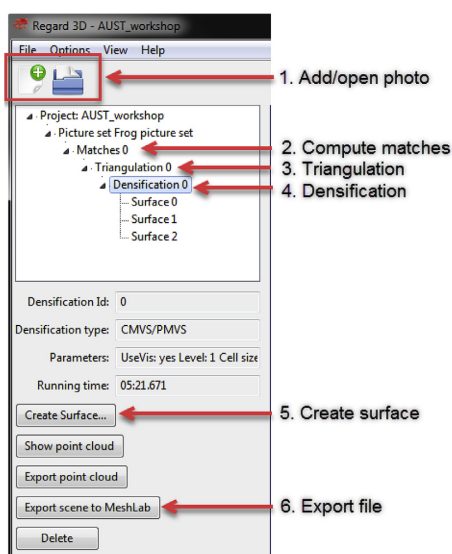 Regard 3D - AUST_workshop
File Options View Help
1. Add/open photo
Project: AUST_workshop
Picture set Frog picture set
Matches 0
2. Compute matches
Triangulation 0
3. Triangulation
Densification 0
4. Densification
Surface 0
Surface 1
Surface 2
Densification Id: 0
Densification type: CMVS/PMVS
Parameters: UseVis: yes Level: 1 Cell size
Running time: 05:21.671
Create Surface...
5. Create surface
Show point cloud
Export point cloud
Export scene to MeshLab
6. Export file
Delete